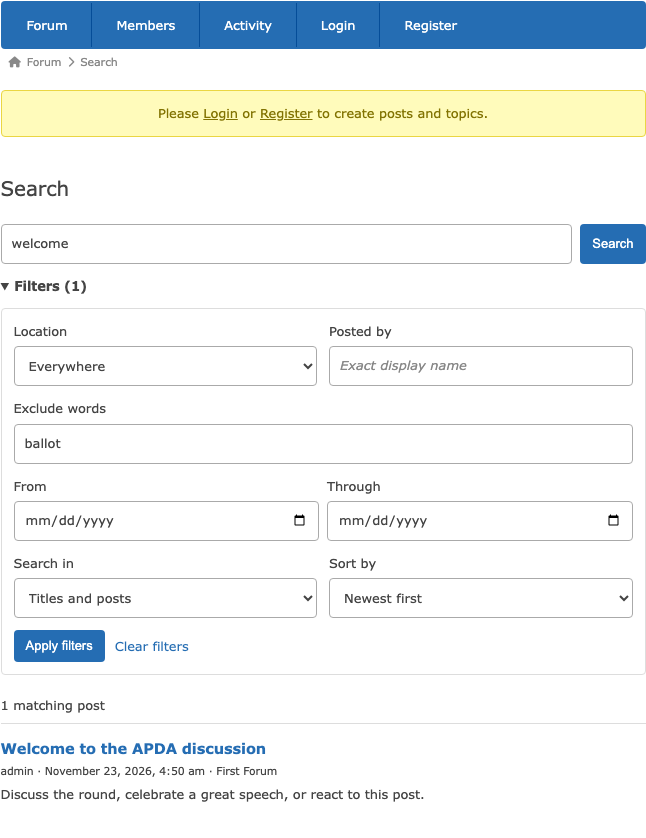 Forum Members Activity Login Register
Forum Search
Please Login or Register to create posts and topics.
Search
welcome Search
▾ Filters (1)
Location Posted by
Everywhere Exact display name
Exclude words
ballot
From Through
mm/dd/yyyy mm/dd/yyyy
Search in Sort by
Titles and posts Newest first
Apply filters Clear filters
1 matching post
Welcome to the APDA discussion
admin · November 23, 2026, 4:50 am · First Forum
Discuss the round, celebrate a great speech, or react to this post.